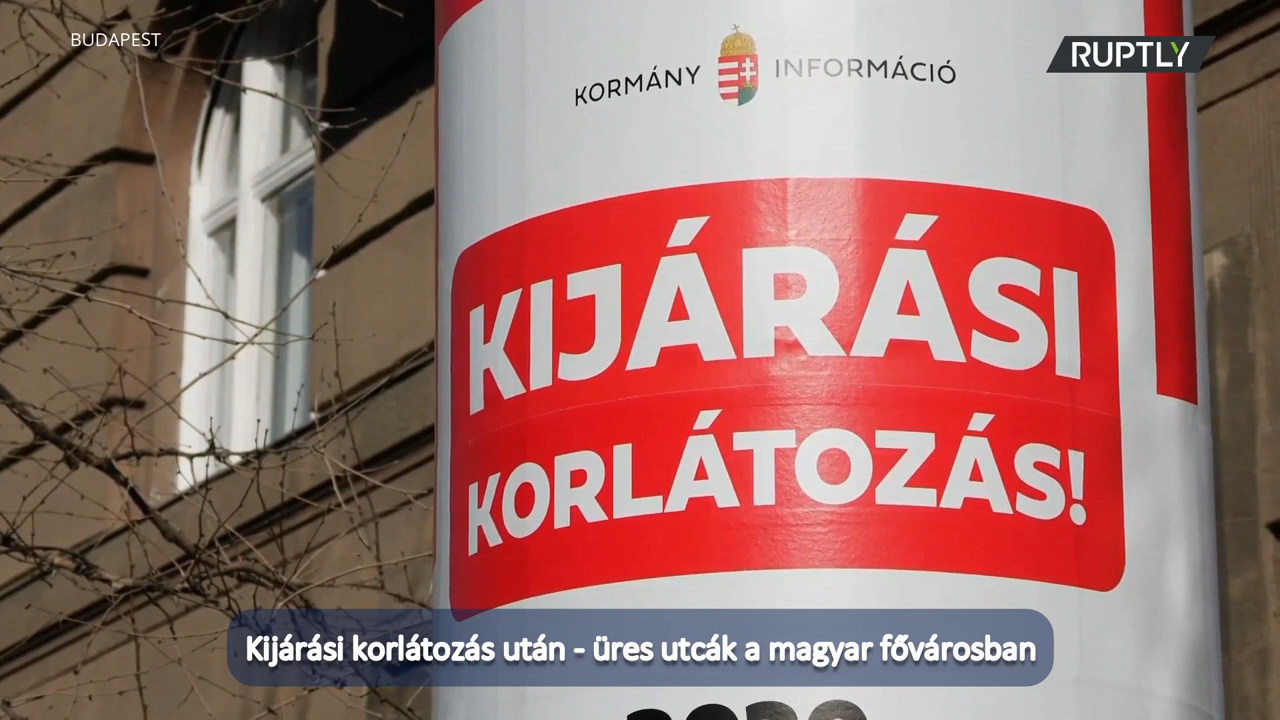 BUDAPEST
RUPTLY
KORMÁNY INFORMÁCIÓ
KIJÁRÁSI
KORLÁTOZÁS!
Kijárási korlátozás után - üres utcák a magyar fővárosban